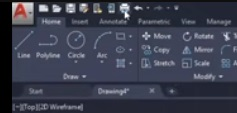 A
Home Insert Annotate Parametric View Manage
Line Polyline Circle Arc
Move Rotate
Copy Mirror
Stretch Scale
Draw Modify
Start Drawing4*
[-][Top][2D Wireframe]